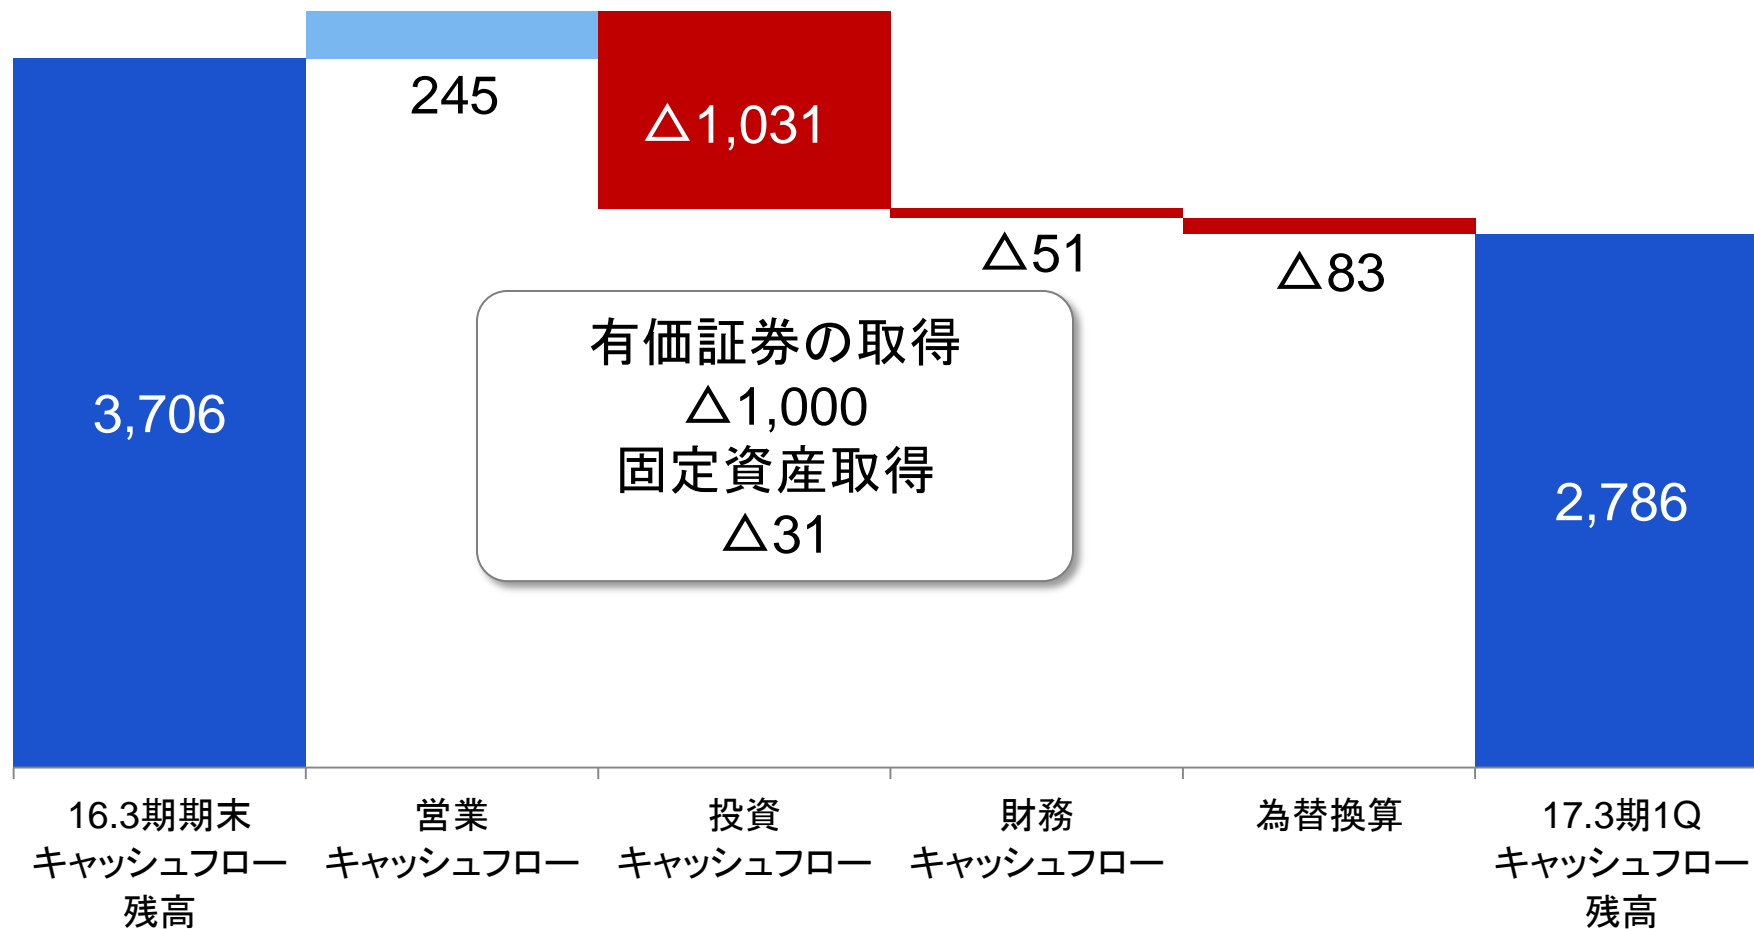 245
△1,031
△51
△83
有価証券の取得
△1,000
固定資産取得
△31
3,706
2,786
16.3期期末
キャッシュフロー
残高
営業
キャッシュフロー
投資
キャッシュフロー
財務
キャッシュフロー
為替換算
17.3期1Q
キャッシュフロー
残高